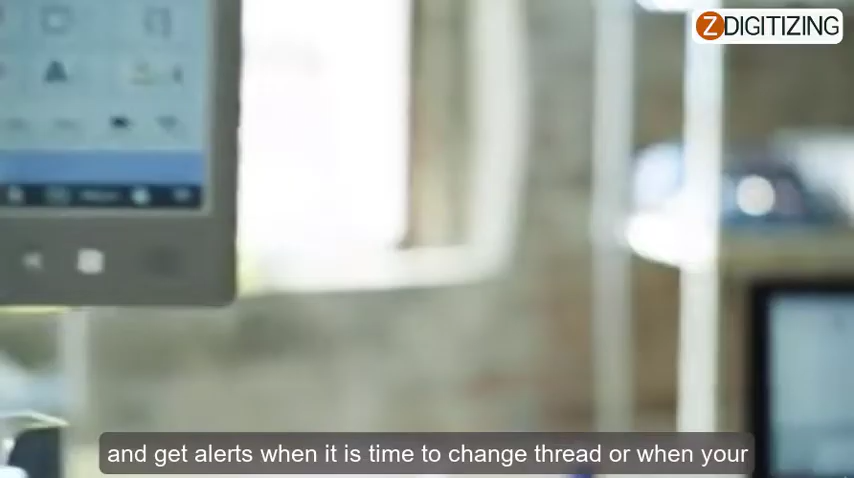 ZDIGITIZING
and get alerts when it is time to change thread or when your